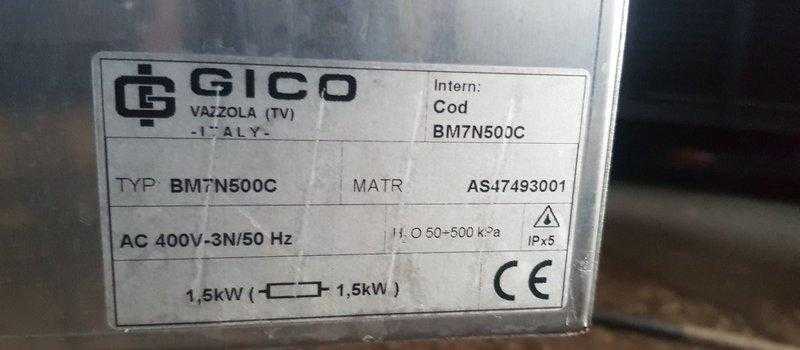 GICO
VAZZOLA (TV)
-ITALY-
Intern:
Cod
BM7N500C
TYP BM7N500C
MATR AS47493001
AC 400V-3N/50 Hz
H₂O 50÷500 kPa
IPx5
1,5kW ( 1,5kW )
CE